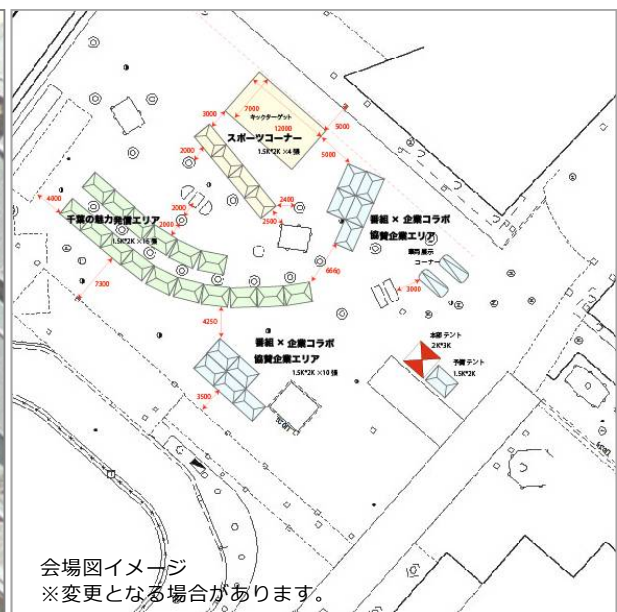 キックターゲット
7000
12000
3000
5000
スポーツコーナー
1.5K*2K ×4 張
2000
5000
4000
千葉の魅力発信エリア
1.5K*2K ×16 張
3000
2000
2400
2500
番組 × 企業コラボ
協賛企業エリア
車両展示
コーナー
3000
6660
7300
4250
番組 × 企業コラボ
協賛企業エリア
1.5K*2K ×10 張
本部 テント
2K*3K
予備 テント
1.5K*2K
3500
会場図イメージ
※変更となる場合があります。